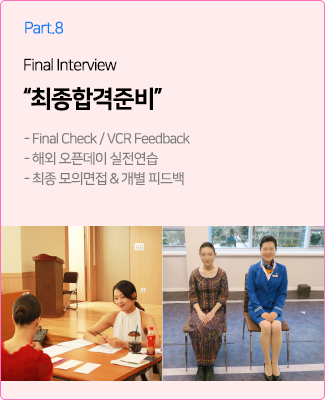 Part.8
Final Interview
“최종합격준비”
- Final Check / VCR Feedback
- 해외 오픈데이 실전연습
- 최종 모의면접 & 개별 피드백